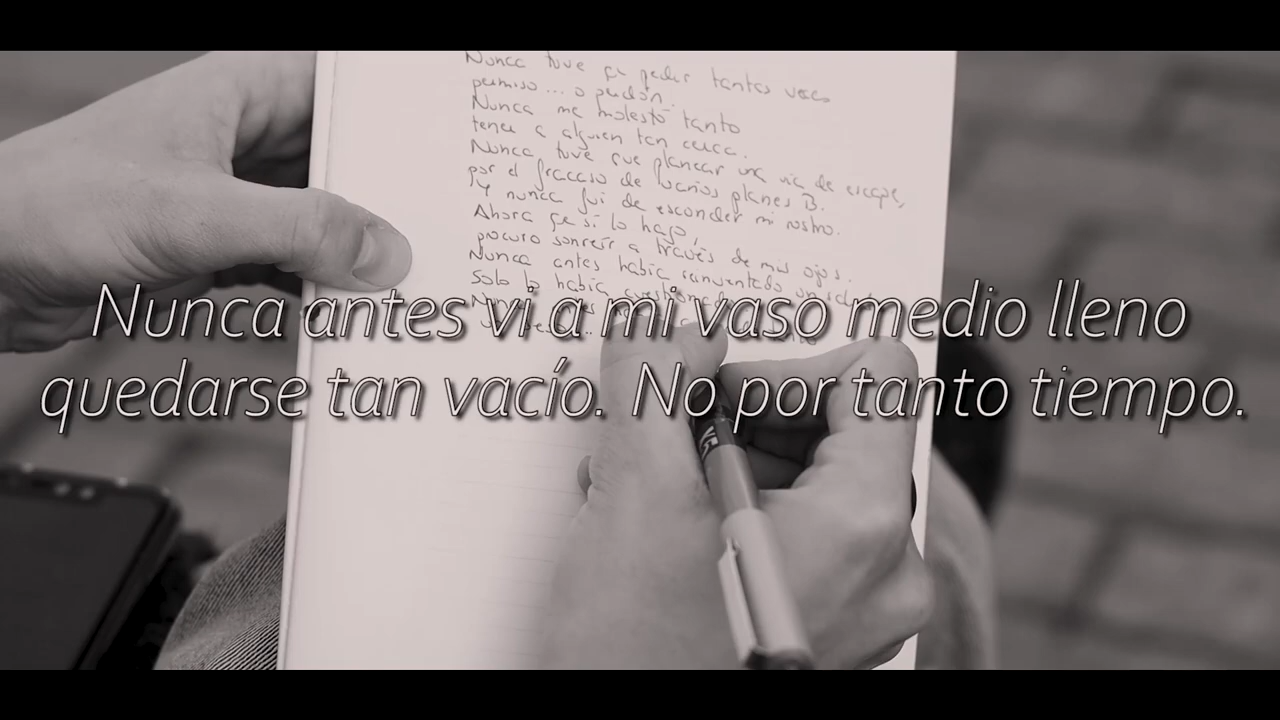 Nunca tuve que pedir tantas veces
permiso... o perdón.
Nunca me molestó tanto
tener a alguien tan cerca.
Nunca tuve que planear una vía de escape,
por el fracaso de varios planes B.
Y nunca fui de esconder mi rostro.
Ahora que sí lo hago,
procuro sonreír a través de mis ojos.
Nunca antes había reinventado un
Solo lo había
Nunca antes vi a mi vaso medio lleno
quedarse tan vacío. No por tanto tiempo.
V5